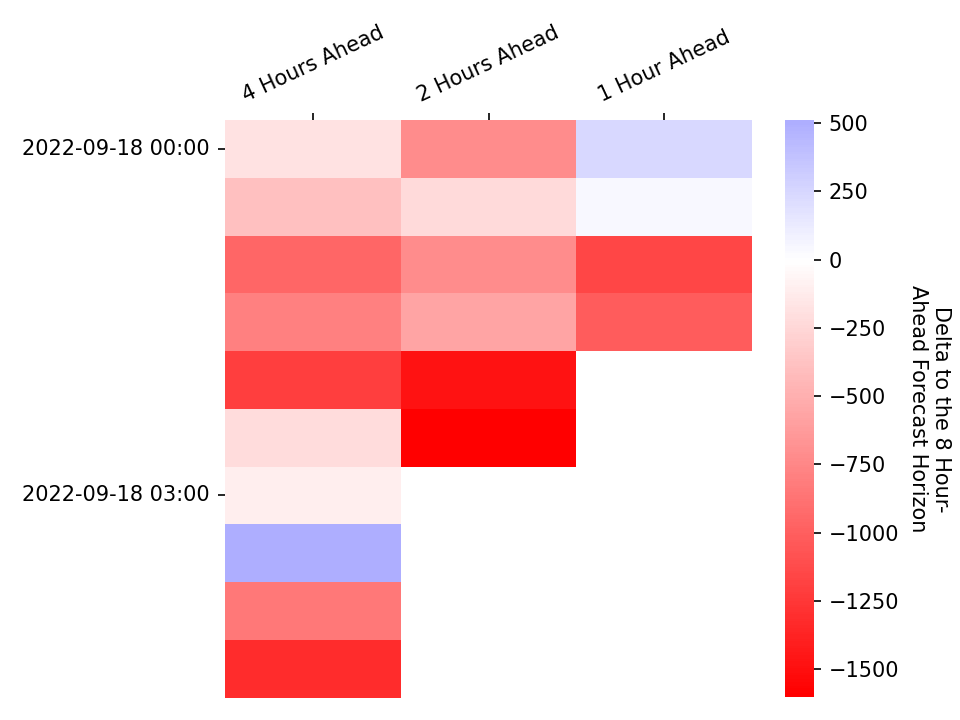 4 Hours Ahead
2 Hours Ahead
1 Hour Ahead
2022-09-18 00:00
2022-09-18 03:00
500
250
0
−250
−500
−750
−1000
−1250
−1500
Delta to the 8 Hour-
Ahead Forecast Horizon